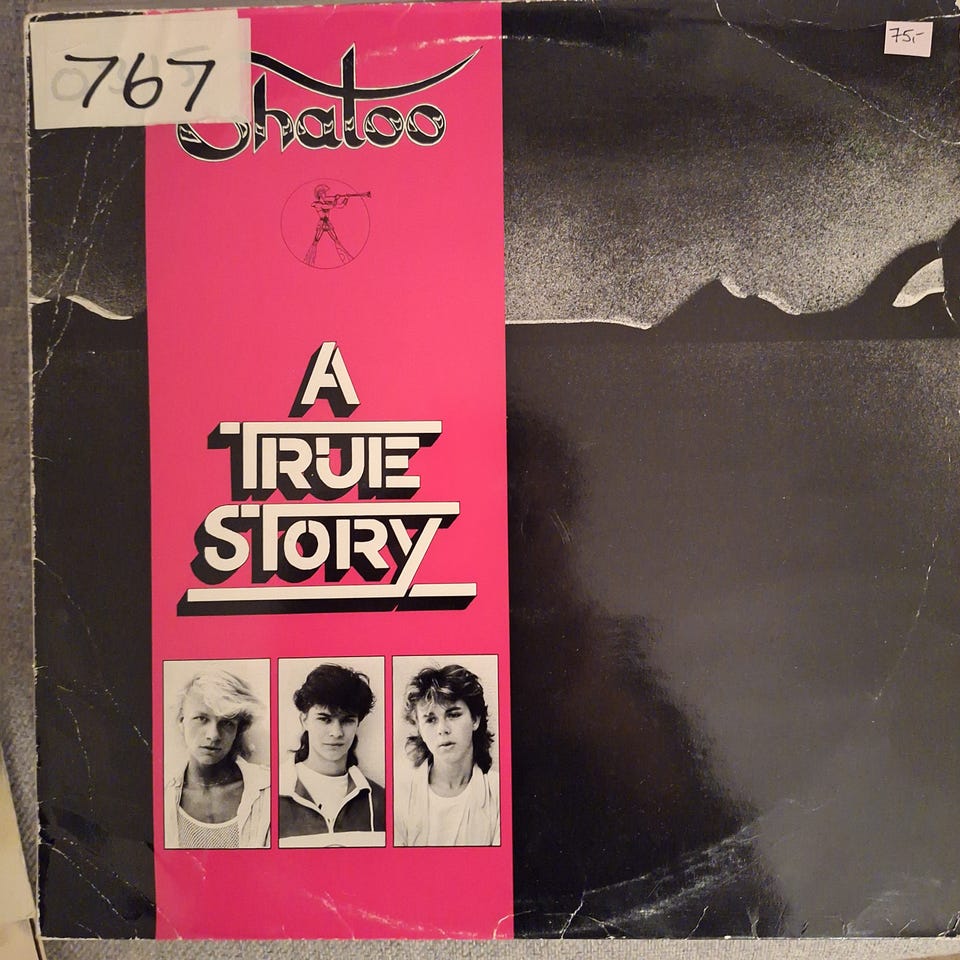 767
75,-
Shatoo
A
TRUE
STORY